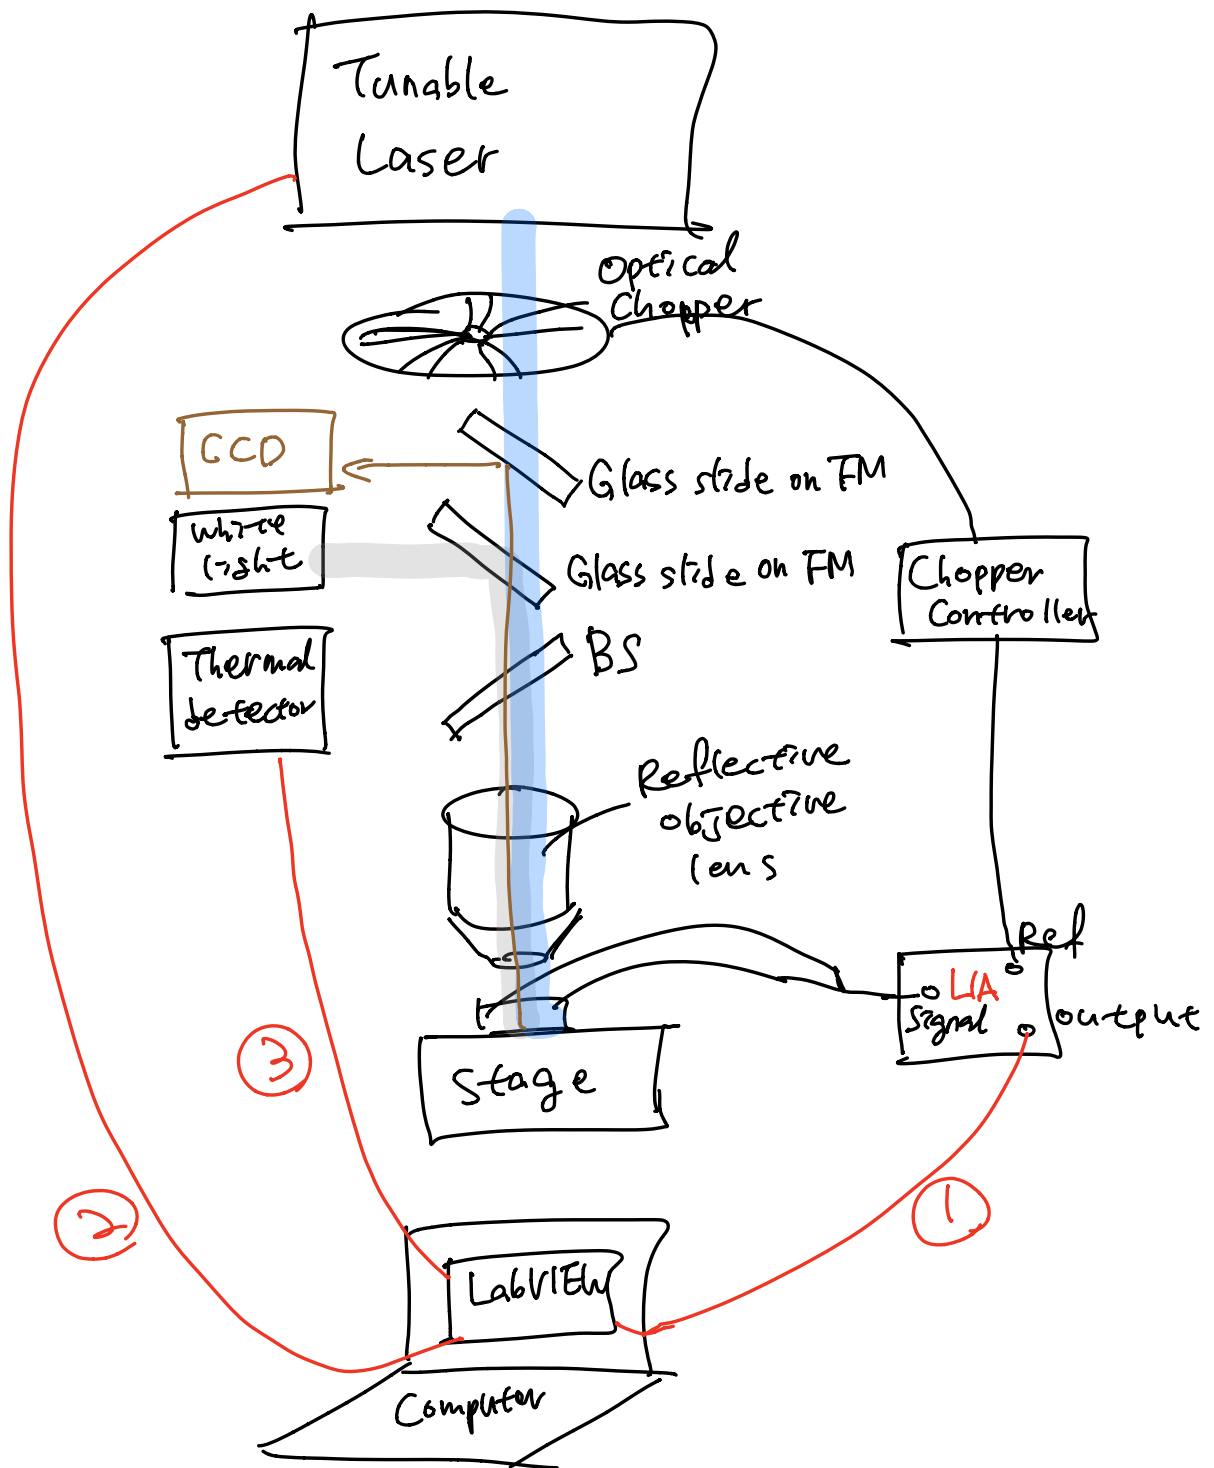 Tunable
Laser
Optical
Chopper
CCD
Glass slide on FM
White
light
Glass slide on FM
Chopper
Controller
BS
Thermal
detector
Reflective
objective
lens
Ref
LIA
Signal
output
3
Stage
2
1
LabVIEW
Computer